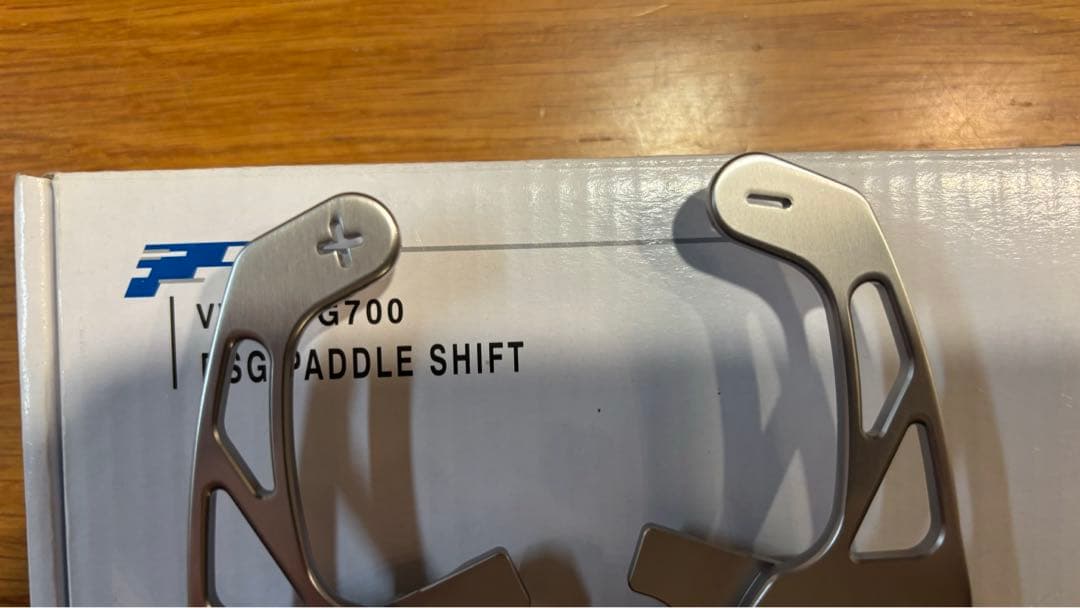 +
-
G700
PADDLE SHIFT